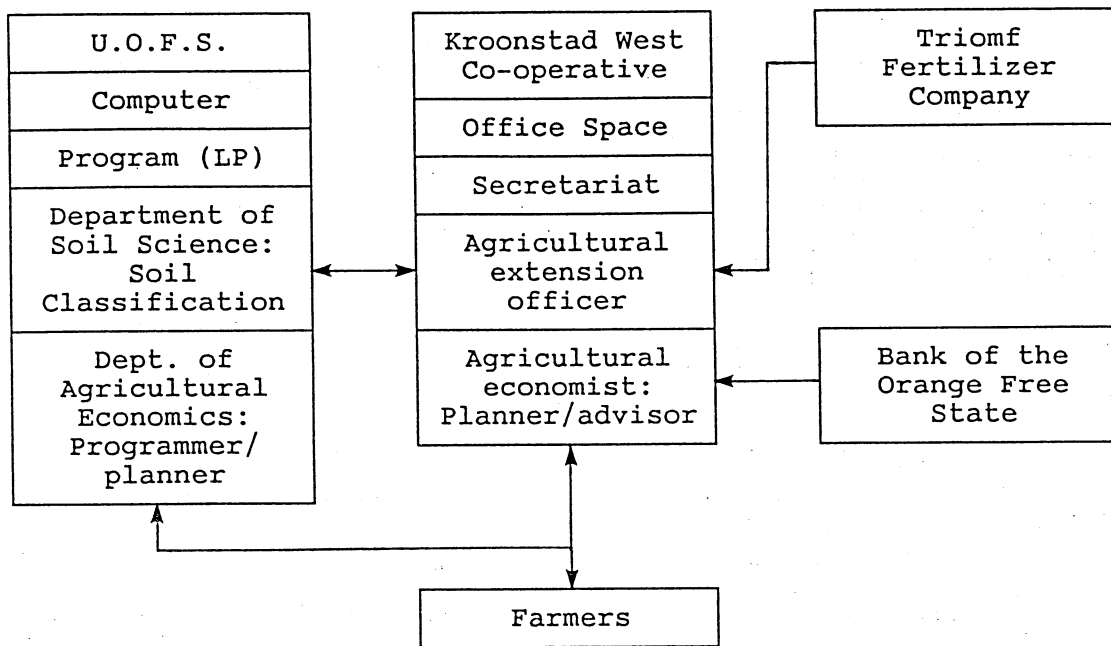 U.O.F.S.
Computer
Program (LP)
Department of
Soil Science:
Soil
Classification
Dept. of
Agricultural
Economics:
Programmer/
planner
Kroonstad West
Co-operative
Office Space
Secretariat
Agricultural
extension
officer
Agricultural
economist:
Planner/advisor
Triomf
Fertilizer
Company
Bank of the
Orange Free
State
Farmers